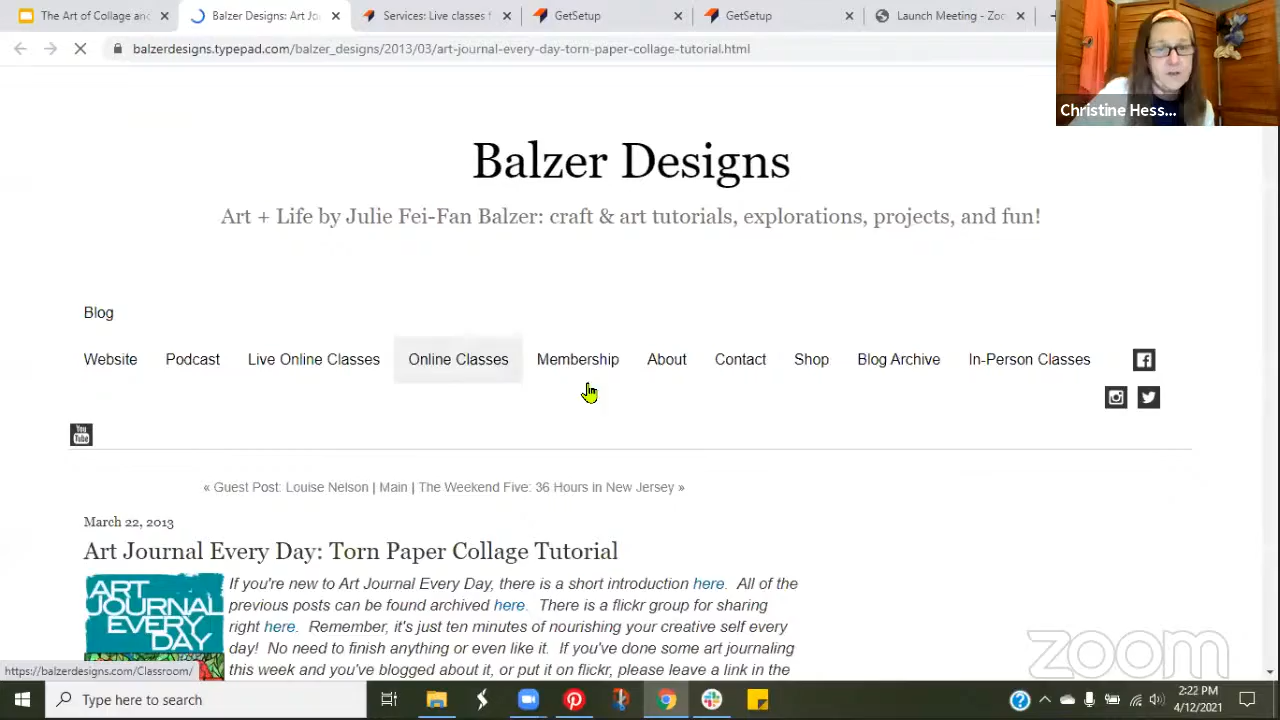 The Art of Collage and
Balzer Designs: Art Jo
Services: Live classes f
GetSetup
GetSetup
Launch Meeting - Zoo
balzerdesigns.typepad.com/balzer_designs/2013/03/art-journal-every-day-torn-paper-collage-tutorial.html
Christine Hess...
Balzer Designs
Art + Life by Julie Fei-Fan Balzer: craft & art tutorials, explorations, projects, and fun!
Blog
Website Podcast Live Online Classes Online Classes Membership About Contact Shop Blog Archive In-Person Classes
You Tube
« Guest Post: Louise Nelson | Main | The Weekend Five: 36 Hours in New Jersey »
March 22, 2013
Art Journal Every Day: Torn Paper Collage Tutorial
ART
JOURNAL
EVERY
DAY
If you're new to Art Journal Every Day, there is a short introduction here. All of the
previous posts can be found archived here. There is a flickr group for sharing
right here. Remember, it's just ten minutes of nourishing your creative self every
day! No need to finish anything or even like it. If you've done some art journaling
this week and you've blogged about it, or put it on flickr, please leave a link in the
https://balzerdesigns.com/Classroom/
zoom
Type here to search
2:22 PM
4/12/2021